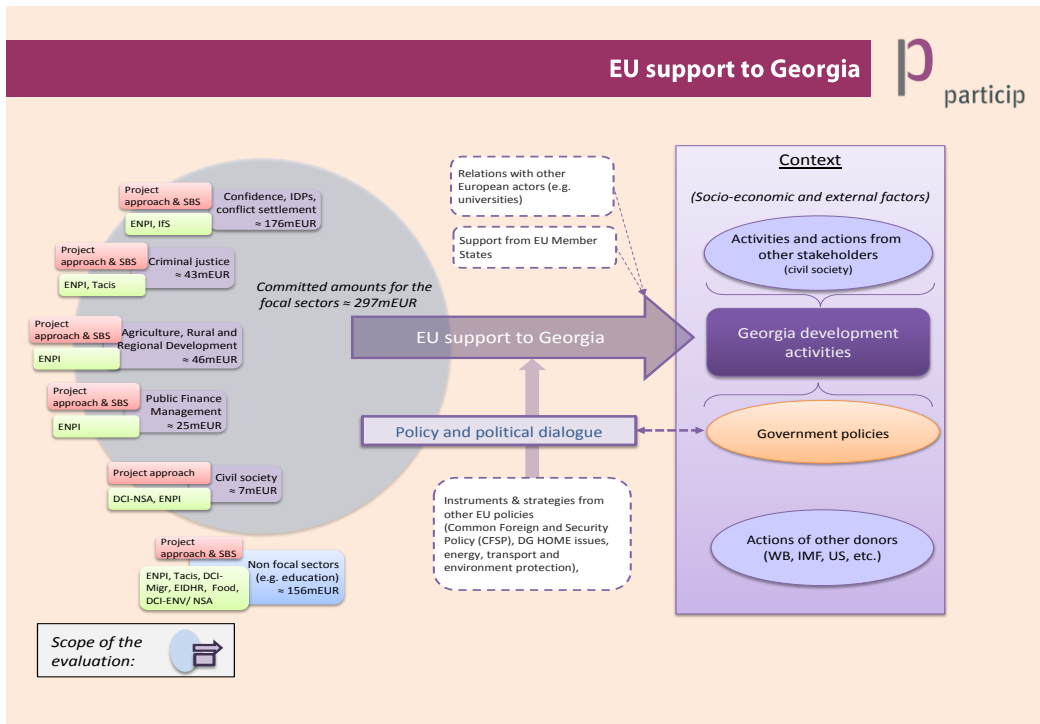 EU support to Georgia
particip
Project
approach & SBS
ENPI, IfS
Confidence, IDPs,
conflict settlement
≈ 176mEUR
Project
approach & SBS
ENPI, Tacis
Criminal justice
≈ 43mEUR
Project
approach & SBS
ENPI
Agriculture, Rural and
Regional Development
≈ 46mEUR
Project
approach & SBS
ENPI
Public Finance
Management
≈ 25mEUR
Project approach
DCI-NSA, ENPI
Civil society
≈ 7mEUR
Project
approach & SBS
ENPI, Tacis, DCI-
Migr, EIDHR, Food,
DCI-ENV/ NSA
Non focal sectors
(e.g. education)
≈ 156mEUR
Committed amounts for the
focal sectors ≈ 297mEUR
Relations with other
European actors (e.g.
universities)
Support from EU Member
States
EU support to Georgia
Policy and political dialogue
Instruments & strategies from
other EU policies
(Common Foreign and Security
Policy (CFSP), DG HOME issues,
energy, transport and
environment protection),
Context
(Socio-economic and external factors)
Activities and actions from
other stakeholders
(civil society)
Georgia development
activities
Government policies
Actions of other donors
(WB, IMF, US, etc.)
Scope of the
evaluation: